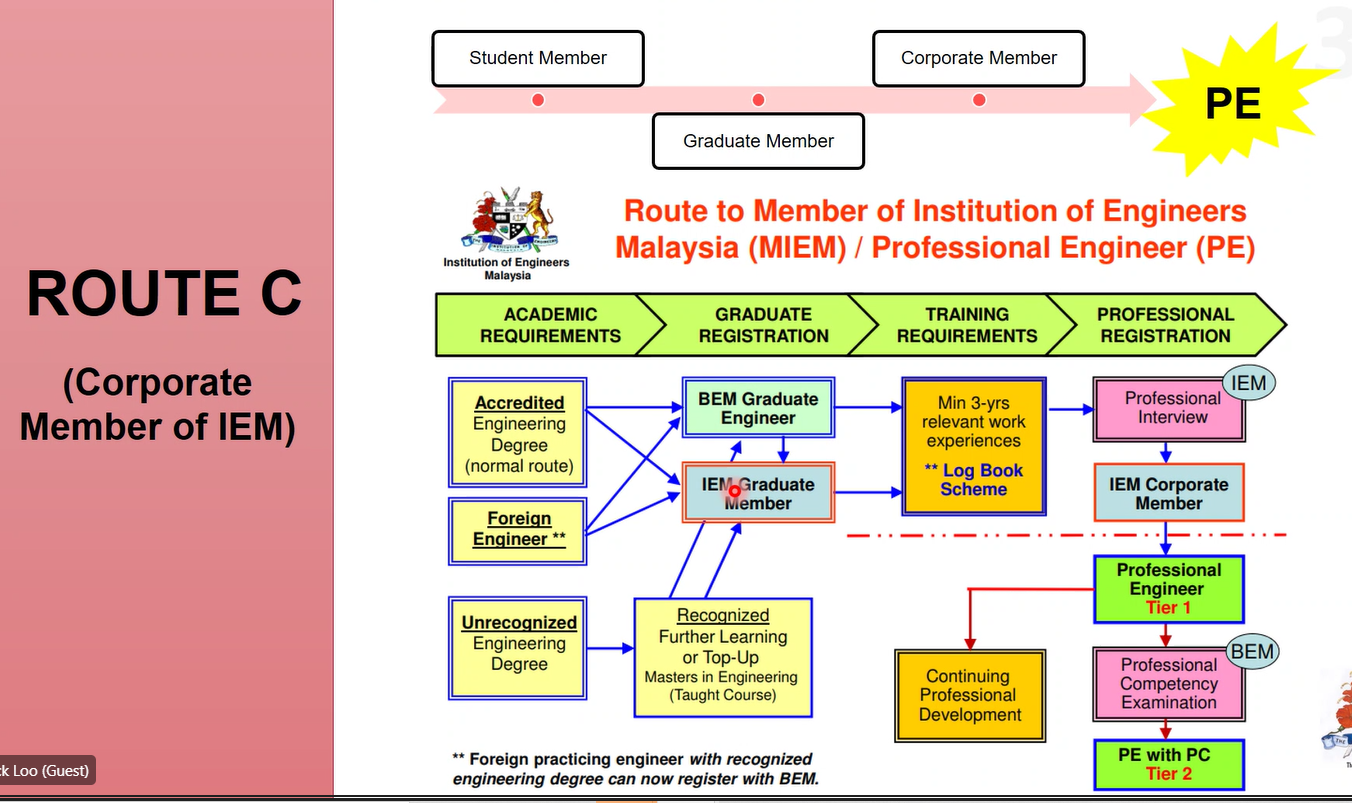 Student Member
Corporate Member
Graduate Member
PE
3
ROUTE C
(Corporate
Member of IEM)
Institution of Engineers
Malaysia
Route to Member of Institution of Engineers
Malaysia (MIEM) / Professional Engineer (PE)
ACADEMIC
REQUIREMENTS
GRADUATE
REGISTRATION
TRAINING
REQUIREMENTS
PROFESSIONAL
REGISTRATION
Accredited
Engineering
Degree
(normal route)
BEM Graduate
Engineer
Min 3-yrs
relevant work
experiences
** Log Book
Scheme
IEM
Professional
Interview
IEM Graduate
Member
IEM Corporate
Member
Foreign
Engineer **
Professional
Engineer
Tier 1
Unrecognized
Engineering
Degree
Recognized
Further Learning
or Top-Up
Masters in Engineering
(Taught Course)
Continuing
Professional
Development
BEM
Professional
Competency
Examination
PE with PC
Tier 2
** Foreign practicing engineer with recognized
engineering degree can now register with BEM.
ck Loo (Guest)